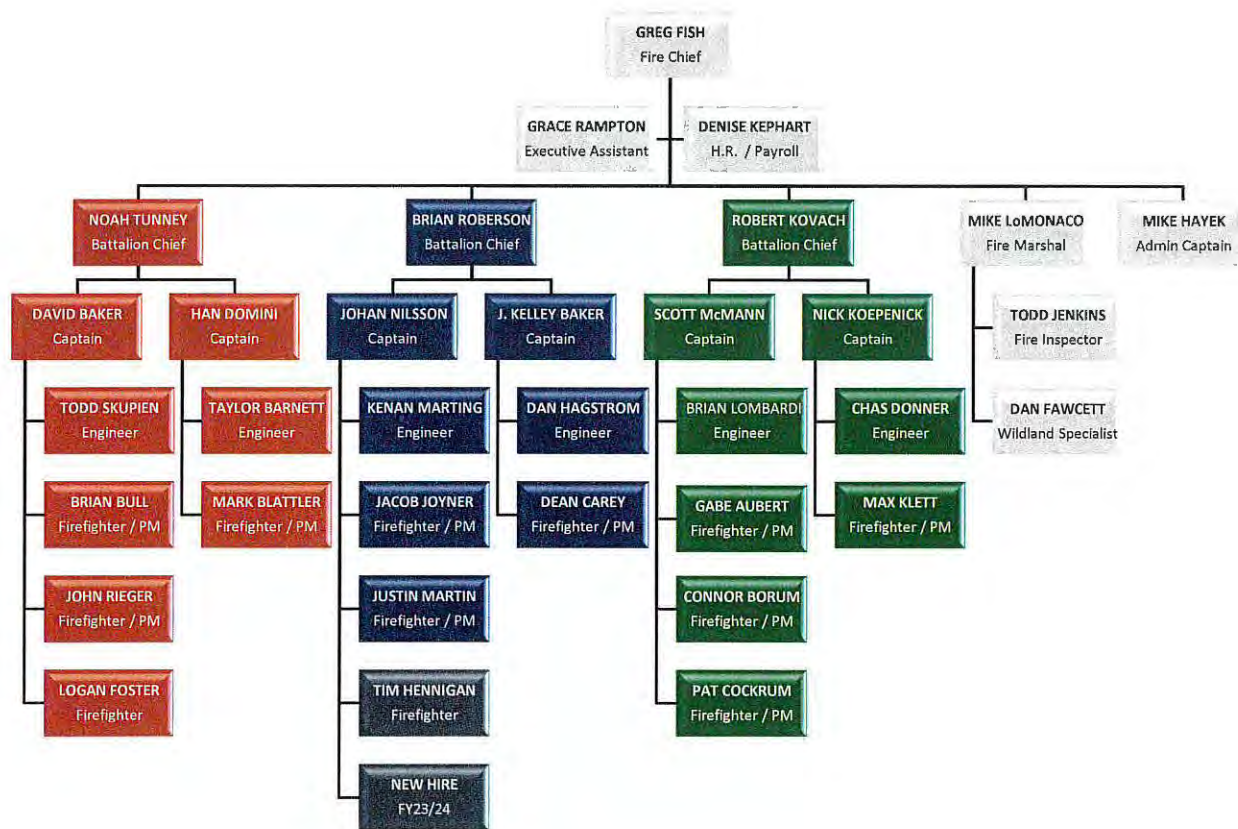 GREG FISH
Fire Chief
GRACE RAMPTON
Executive Assistant
DENISE KEPHART
H.R. / Payroll
NOAH TUNNEY
Battalion Chief
BRIAN ROBERSON
Battalion Chief
ROBERT KOVACH
Battalion Chief
MIKE LoMONACO
Fire Marshal
MIKE HAYEK
Admin Captain
DAVID BAKER
Captain
HAN DOMINI
Captain
JOHAN NILSSON
Captain
J. KELLEY BAKER
Captain
SCOTT McMANN
Captain
NICK KOEPENICK
Captain
TODD JENKINS
Fire Inspector
TODD SKUPIEN
Engineer
TAYLOR BARNETT
Engineer
KENAN MARTING
Engineer
DAN HAGSTROM
Engineer
BRIAN LOMBARDI
Engineer
CHAS DONNER
Engineer
DAN FAWCETT
Wildland Specialist
BRIAN BULL
Firefighter / PM
MARK BLATTLER
Firefighter / PM
JACOB JOYNER
Firefighter / PM
DEAN CAREY
Firefighter / PM
GABE AUBERT
Firefighter / PM
MAX KLETT
Firefighter / PM
JOHN RIEGER
Firefighter / PM
JUSTIN MARTIN
Firefighter / PM
CONNOR BORUM
Firefighter / PM
LOGAN FOSTER
Firefighter
TIM HENNIGAN
Firefighter
PAT COCKRUM
Firefighter / PM
NEW HIRE
FY23/24